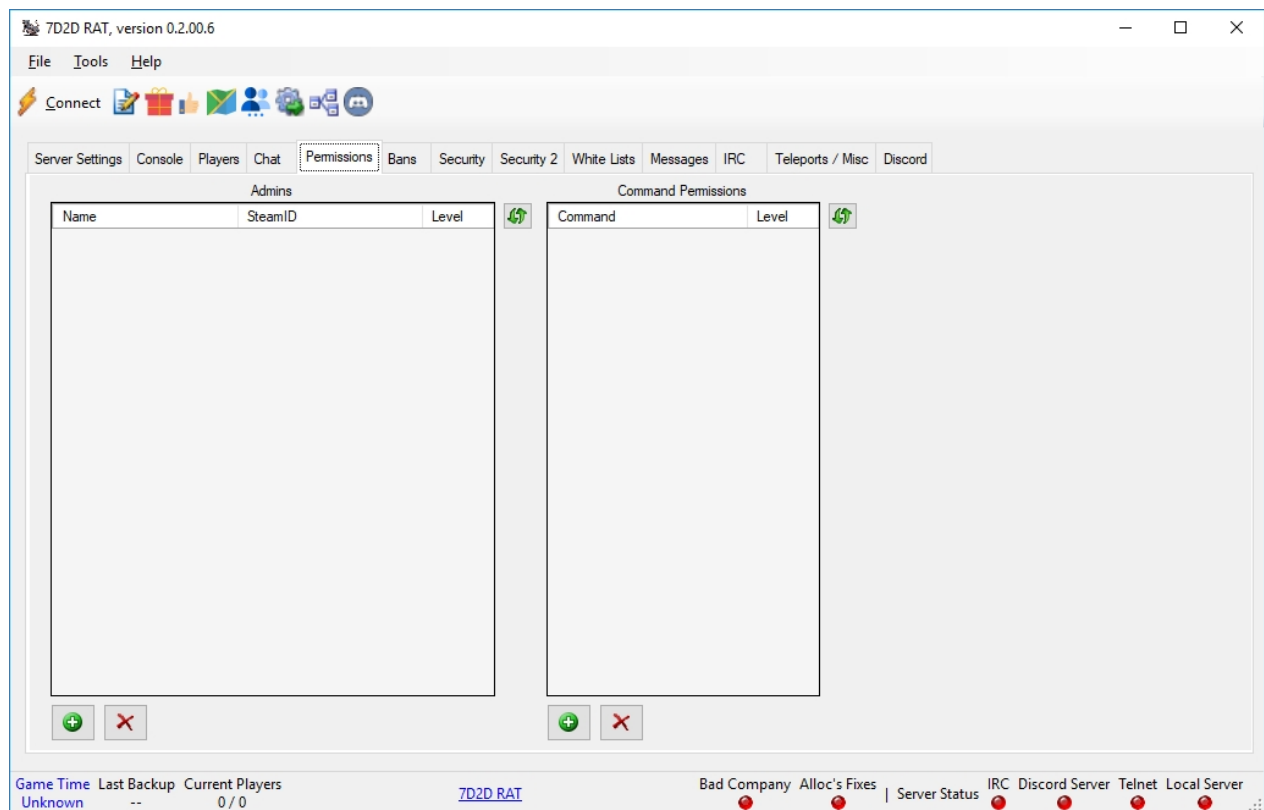 7D2D RAT, version 0.2.00.6
File Tools Help
Connect
Server Settings Console Players Chat Permissions Bans Security Security 2 White Lists Messages IRC Teleports / Misc Discord
Admins Command Permissions
Name SteamID Level Command Level
Game Time Last Backup Current Players Bad Company Alloc's Fixes | Server Status IRC Discord Server Telnet Local Server
Unknown -- 0 / 0 7D2D RAT